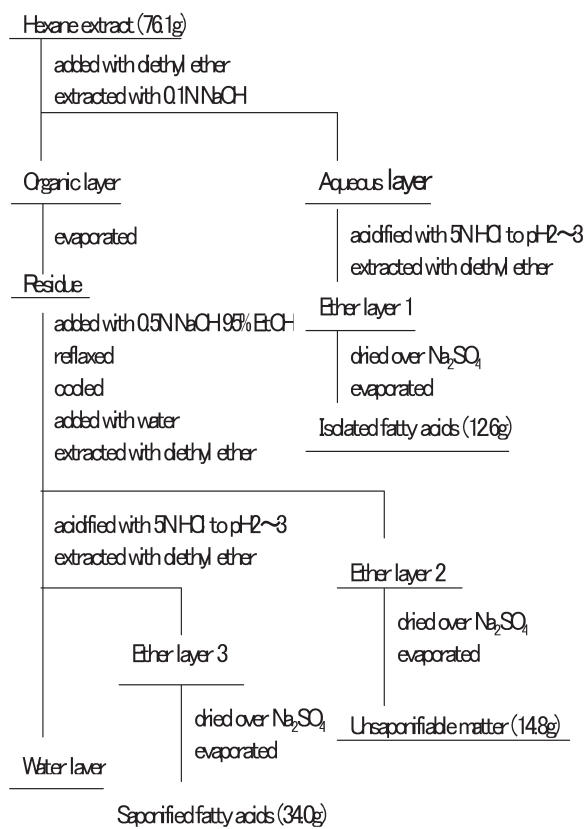 Hexane extract (76.1g)
added with diethyl ether
extracted with 0.1N NaOH
Organic layer
Aqueous layer
evaporated
acidified with 5N HCl to pH2~3
extracted with diethyl ether
Residue
Ether layer 1
added with 0.5N NaOH 95% EtOH
reflaxed
cooled
added with water
extracted with diethyl ether
dried over Na₂SO₄
evaporated
Isolated fatty acids (12.6g)
acidified with 5N HCl to pH2~3
extracted with diethyl ether
Ether layer 2
dried over Na₂SO₄
evaporated
Unsaponifiable matter (14.8g)
Ether layer 3
dried over Na₂SO₄
evaporated
Water laver
Saponified fatty acids (34.0g)